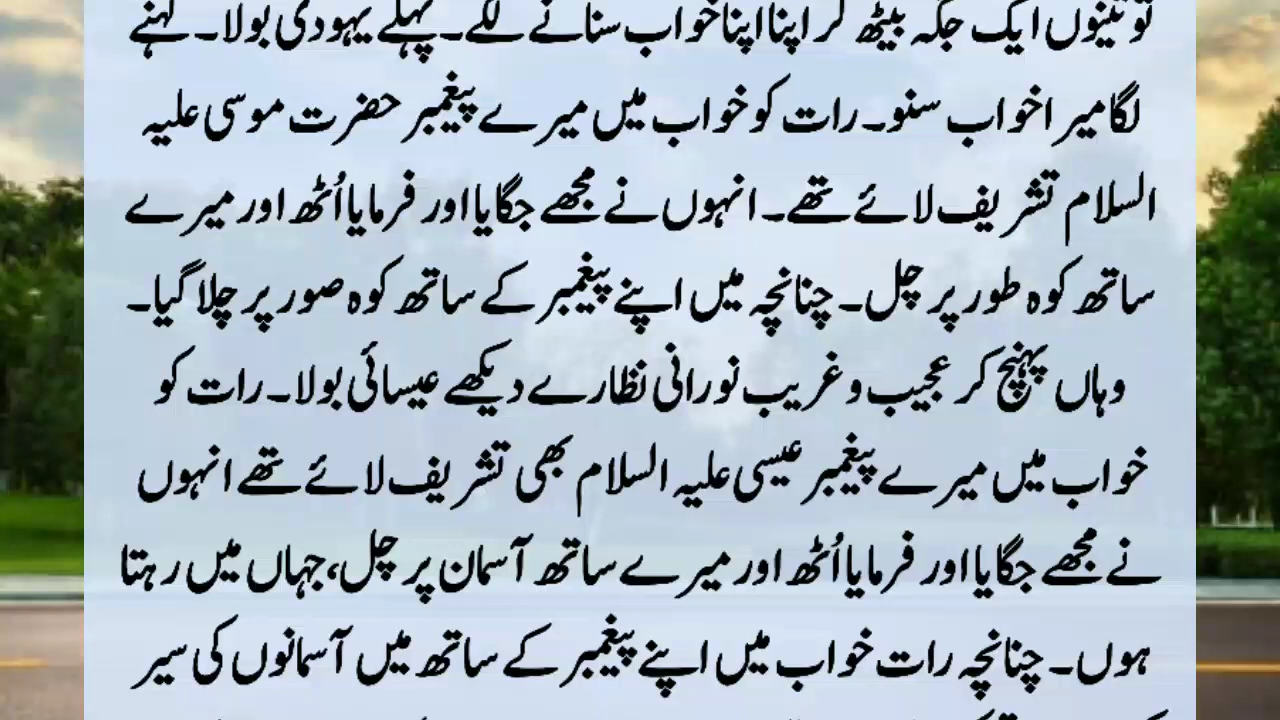 تو تینوں ایک جگہ بیٹھ کر اپنا اپنا خواب سنانے لگے۔ پہلے یہودی بولا۔ کہنے
لگا میرا خواب سنو۔ رات کو خواب میں میرے پیغمبر حضرت موسی علیہ
السلام تشریف لائے تھے۔ انہوں نے مجھے جگایا اور فرمایا اُٹھ اور میرے
ساتھ کوہ طور پر چل۔ چنانچہ میں اپنے پیغمبر کے ساتھ کوہ صور پر چلا گیا۔
وہاں پہنچ کر عجیب و غریب نورانی نظارے دیکھے عیسائی بولا۔ رات کو
خواب میں میرے پیغمبر عیسی علیہ السلام بھی تشریف لائے تھے انہوں
نے مجھے جگایا اور فرمایا اُٹھ اور میرے ساتھ آسمان پر چل، جہاں میں رہتا
ہوں۔ چنانچہ رات خواب میں اپنے پیغمبر کے ساتھ میں آسمانوں کی سیر